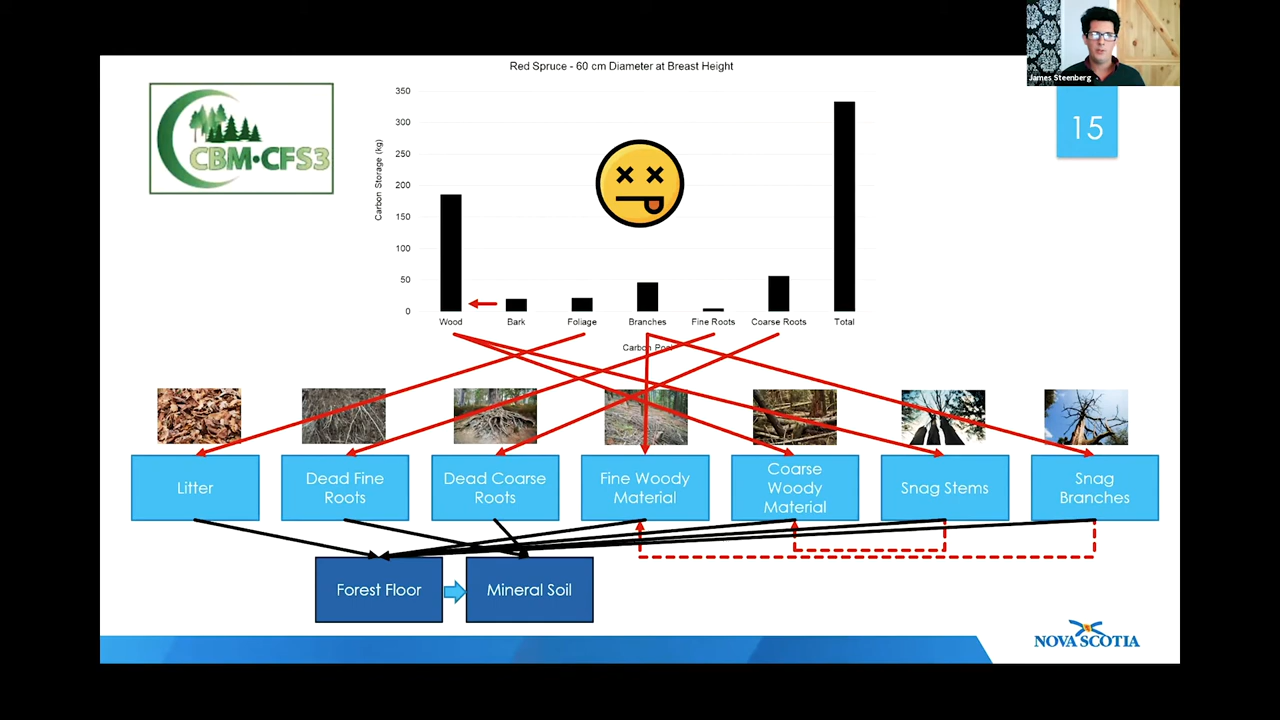 James Steenberg
15
CBM-CFS3
Red Spruce - 60 cm Diameter at Breast Height
Carbon Storage (kg)
350
300
250
200
150
100
50
0
Wood Bark Foliage Branches Fine Roots Coarse Roots Total
Carbon Pool
Litter
Dead Fine
Roots
Dead Coarse
Roots
Fine Woody
Material
Coarse
Woody
Material
Snag Stems
Snag
Branches
Forest Floor
Mineral Soil
NOVA SCOTIA